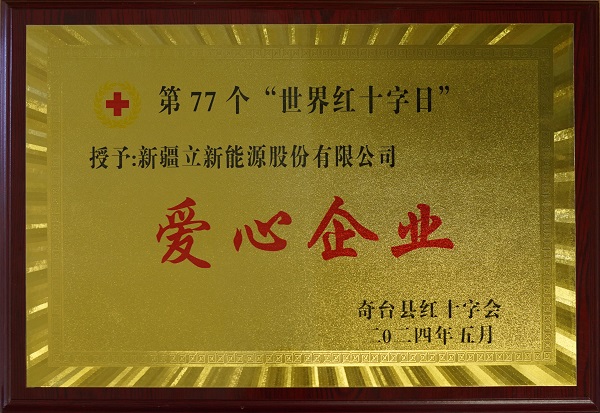 第77个“世界红十字日”
授予:新疆立新能源股份有限公司
爱心企业
奇台县红十字会
二0二四年五月